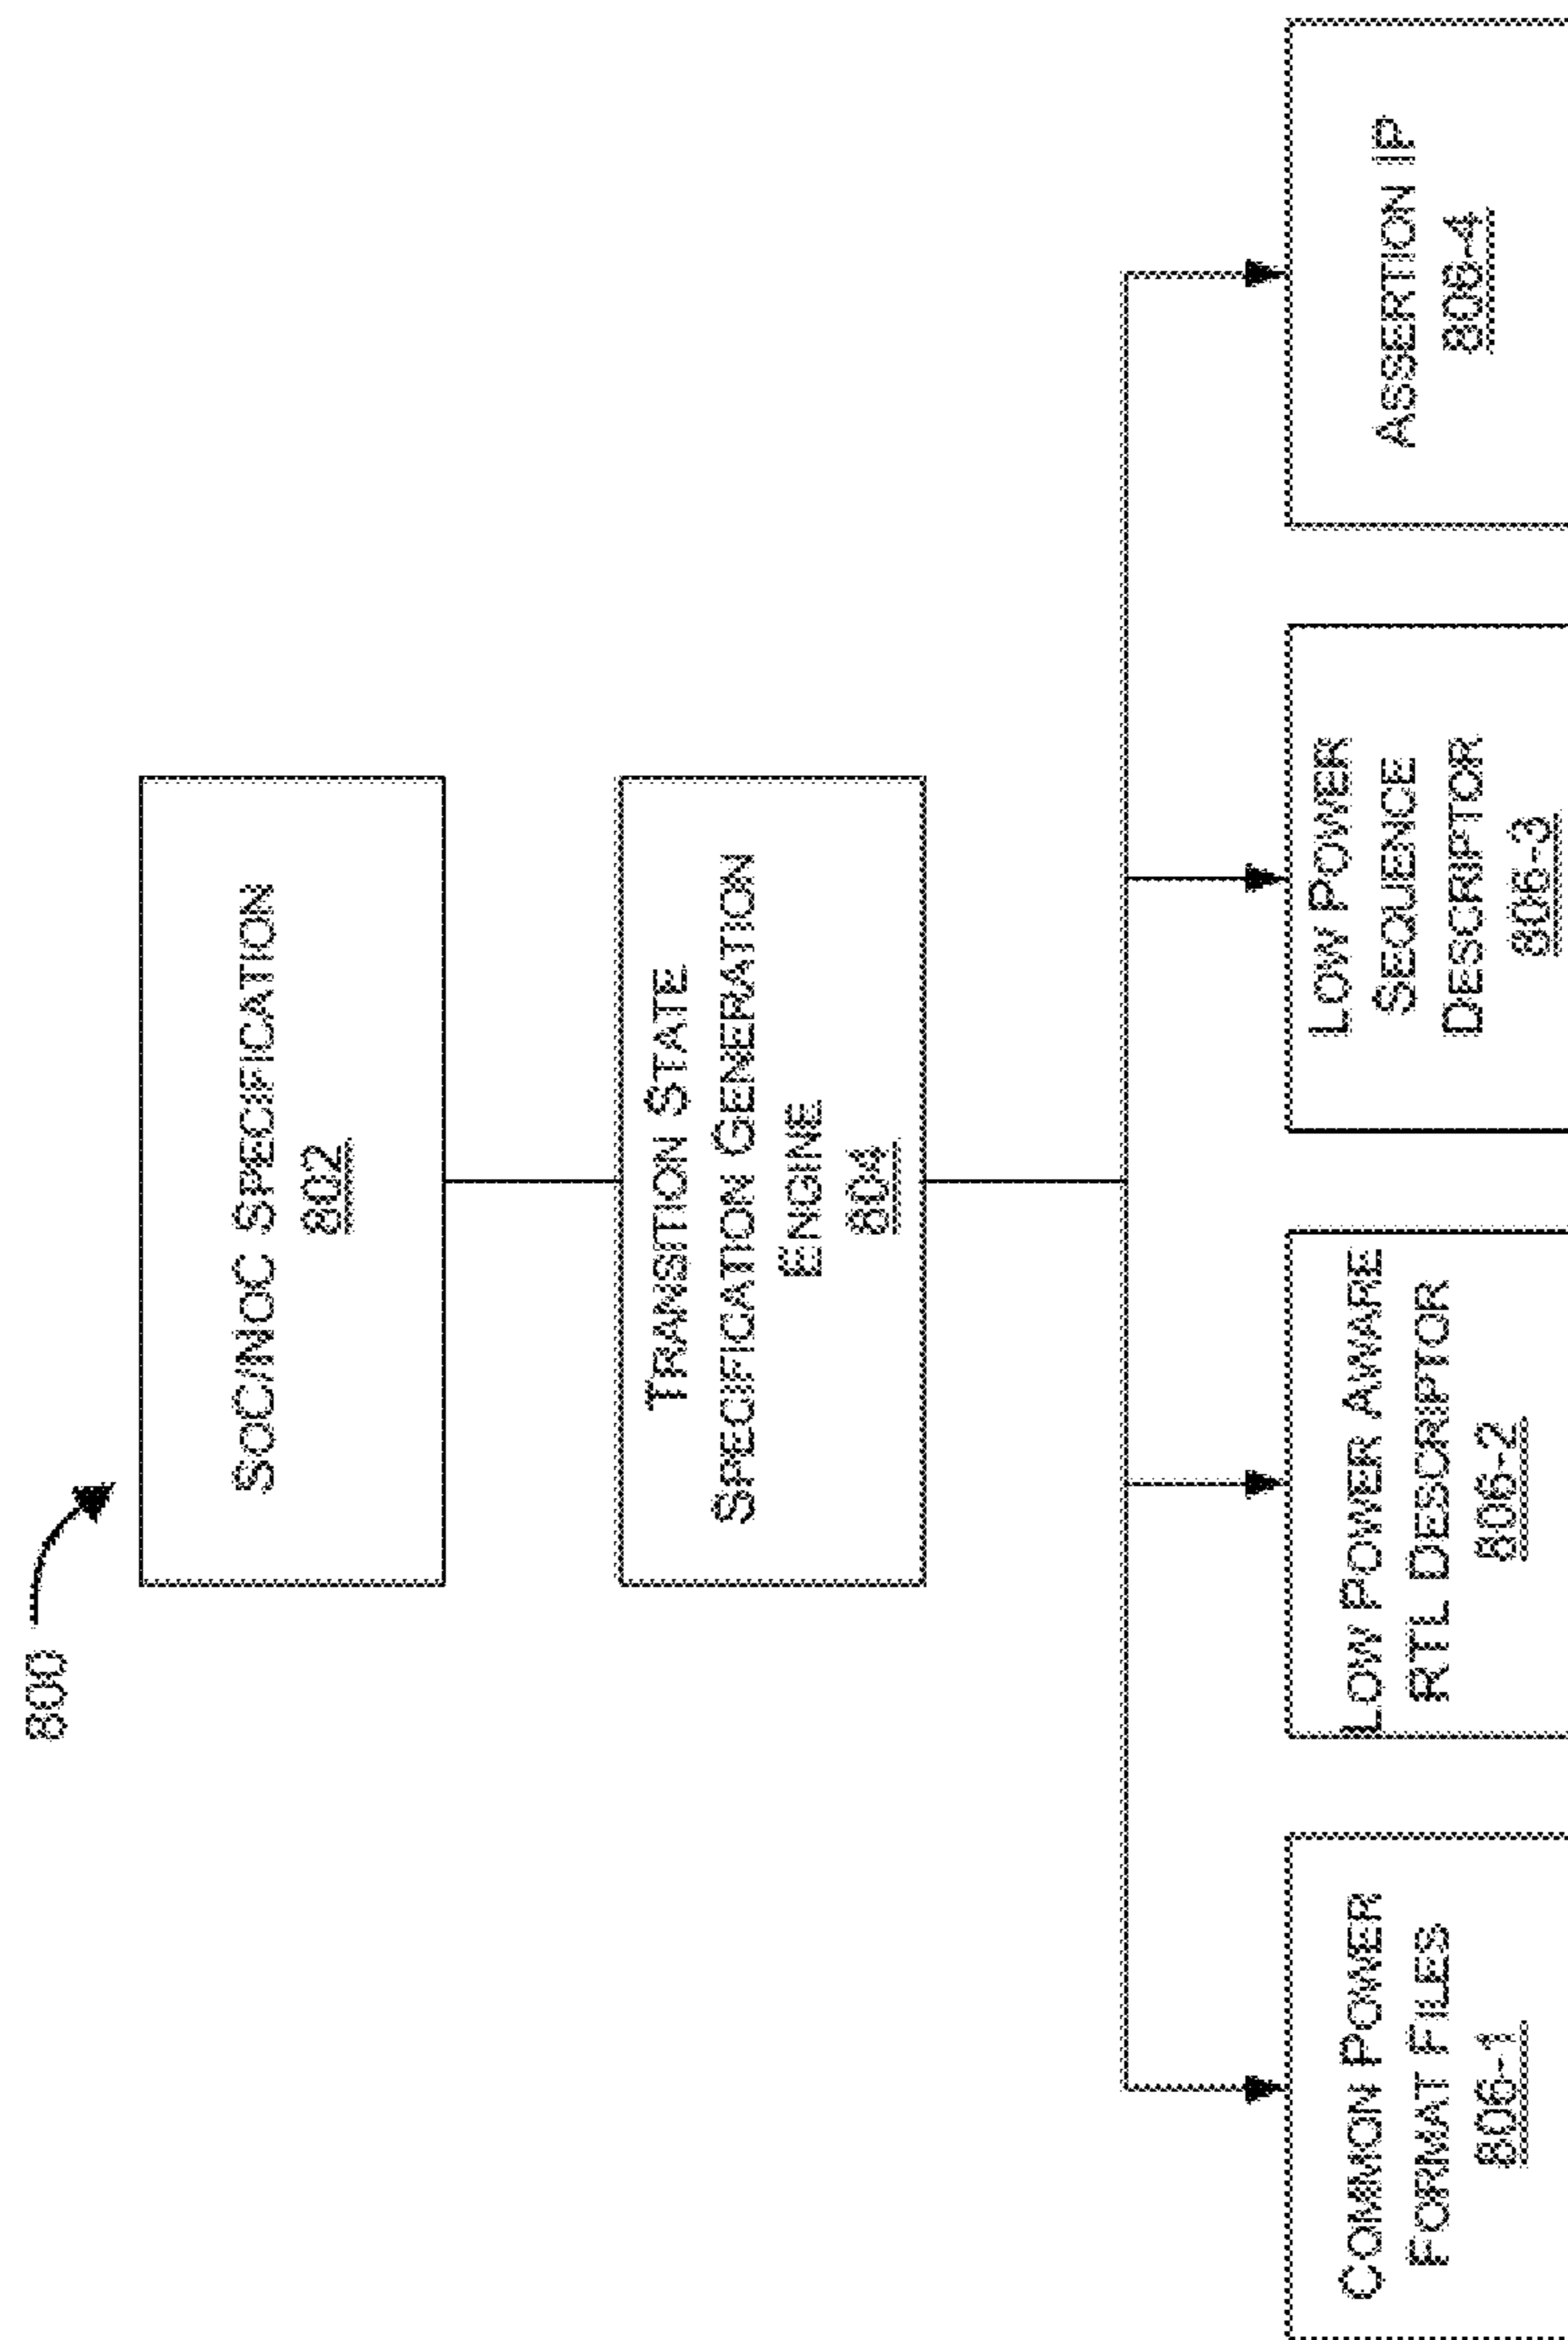 800
SOC/NOC SPECIFICATION
802
TRANSITION STATE
SPECIFICATION GENERATION
ENGINE
804
COMMON POWER
FORMAT FILES
806-1
LOW POWER AWARE
RTL DESCRIPTOR
806-2
LOW POWER
SEQUENCE
DESCRIPTOR
806-3
ASSERTION IP
806-4